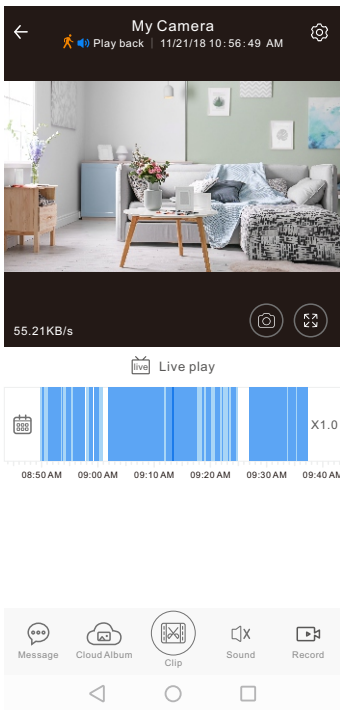 My Camera
Play back | 11/21/18 10:56:49 AM
55.21KB/s
live Live play
X1.0
08:50 AM 09:00 AM 09:10 AM 09:20 AM 09:30 AM 09:40 AM
Message Cloud Album Clip Sound Record